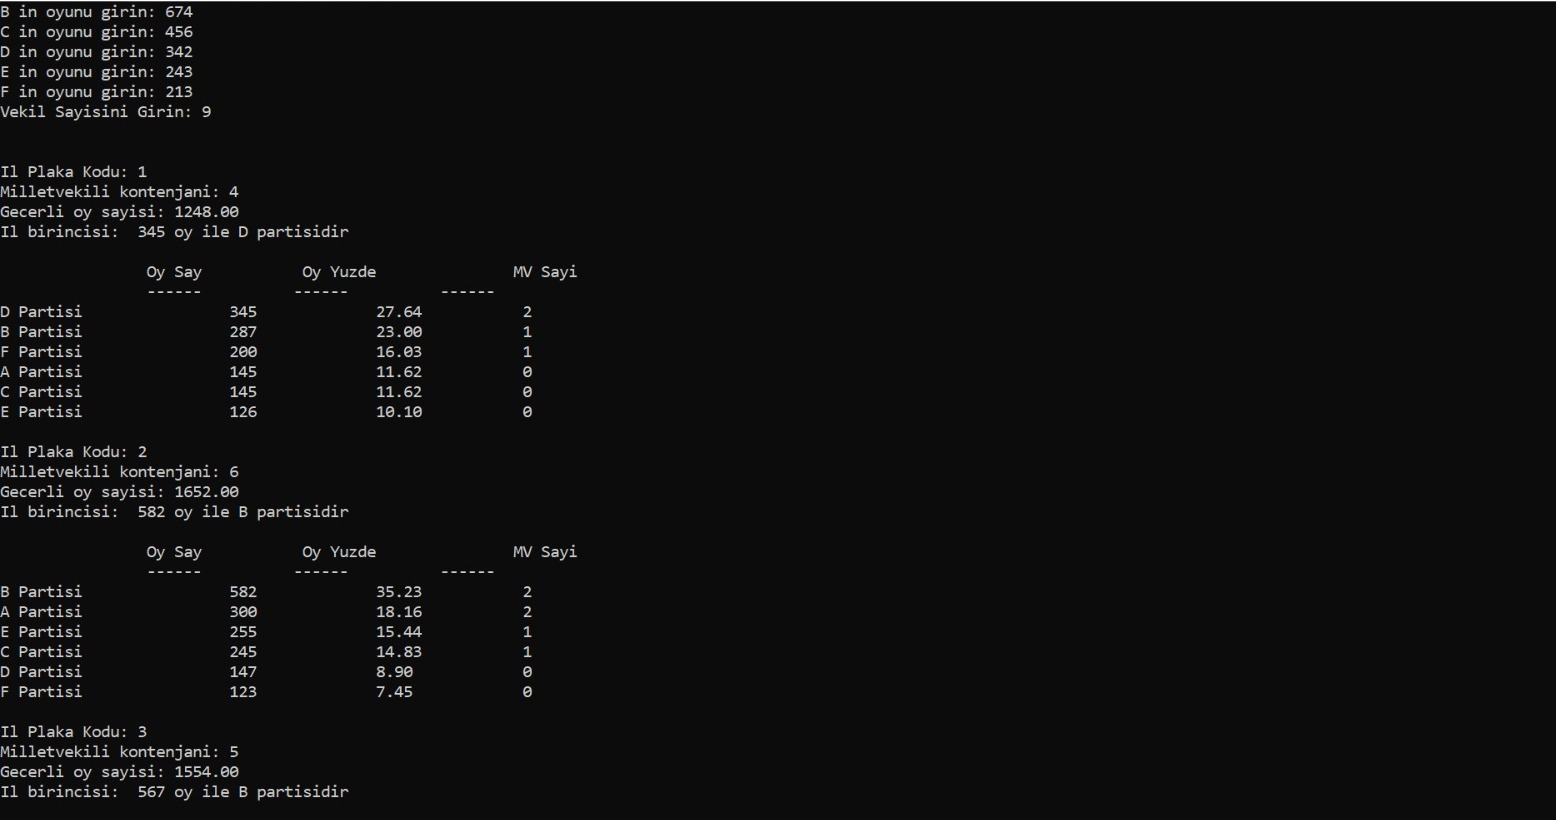 B in oyunu girin: 674
C in oyunu girin: 456
D in oyunu girin: 342
E in oyunu girin: 243
F in oyunu girin: 213
Vekil Sayisini Girin: 9
Il Plaka Kodu: 1
Milletvekili kontenjani: 4
Gecerli oy sayisi: 1248.00
Il birincisi:  345 oy ile D partisidir
Oy Say Oy Yuzde MV Sayi
------ ------ ------
D Partisi 345 27.64 2
B Partisi 287 23.00 1
F Partisi 200 16.03 1
A Partisi 145 11.62 0
C Partisi 145 11.62 0
E Partisi 126 10.10 0
Il Plaka Kodu: 2
Milletvekili kontenjani: 6
Gecerli oy sayisi: 1652.00
Il birincisi:  582 oy ile B partisidir
Oy Say Oy Yuzde MV Sayi
------ ------ ------
B Partisi 582 35.23 2
A Partisi 300 18.16 2
E Partisi 255 15.44 1
C Partisi 245 14.83 1
D Partisi 147 8.90 0
F Partisi 123 7.45 0
Il Plaka Kodu: 3
Milletvekili kontenjani: 5
Gecerli oy sayisi: 1554.00
Il birincisi:  567 oy ile B partisidir